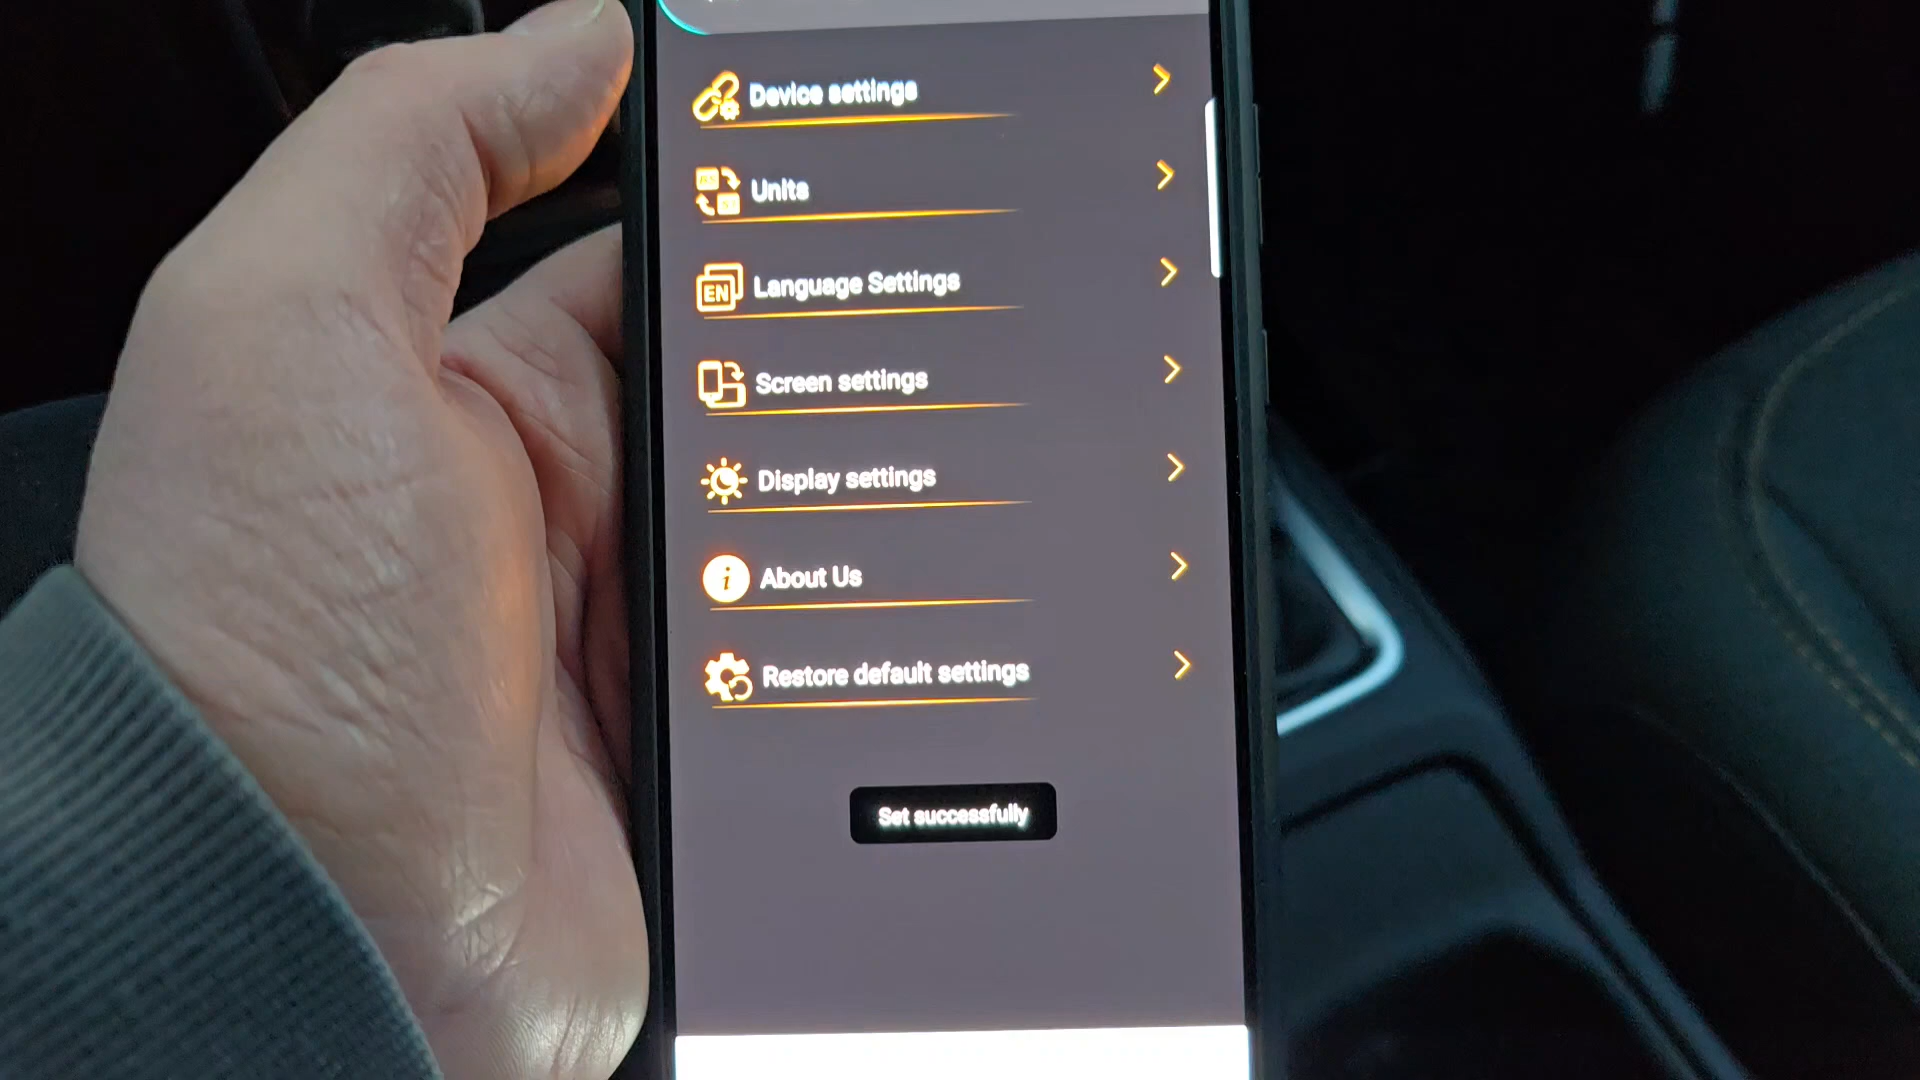 Device settings
Units
EN
Language Settings
Screen settings
Display settings
i
About Us
Restore default settings
Set successfully